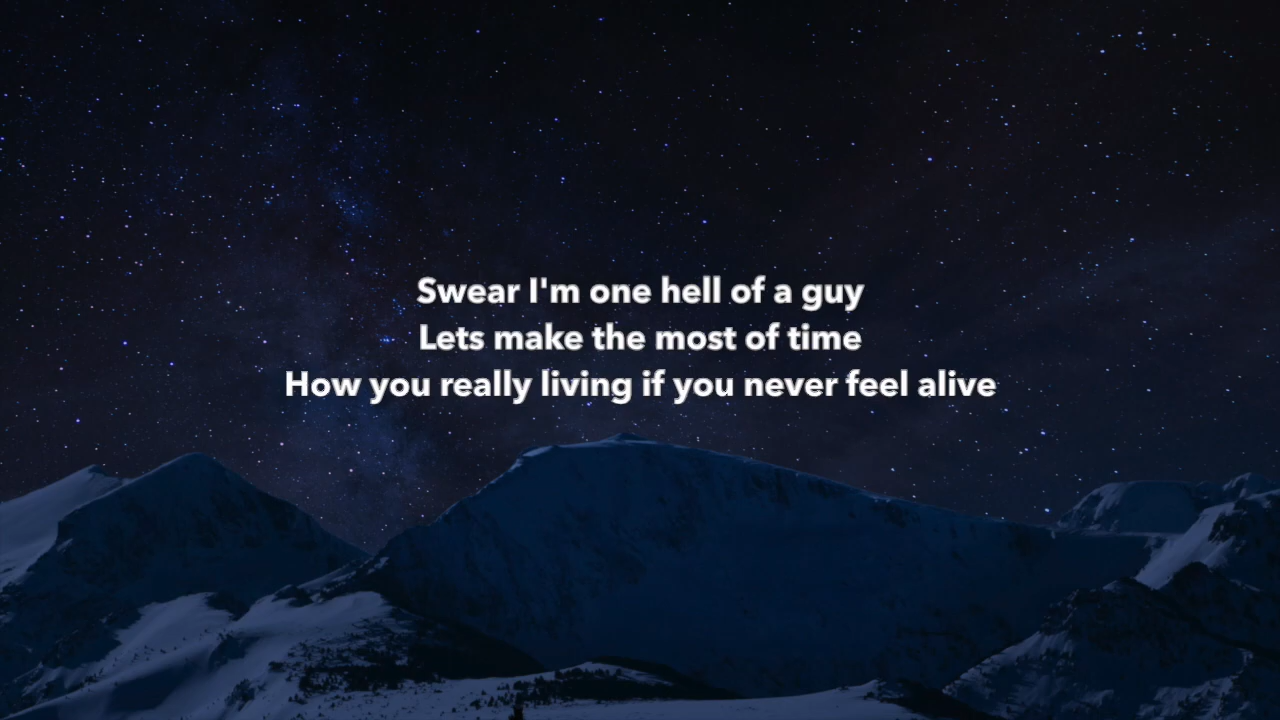 Swear I'm one hell of a guy
Lets make the most of time
How you really living if you never feel alive